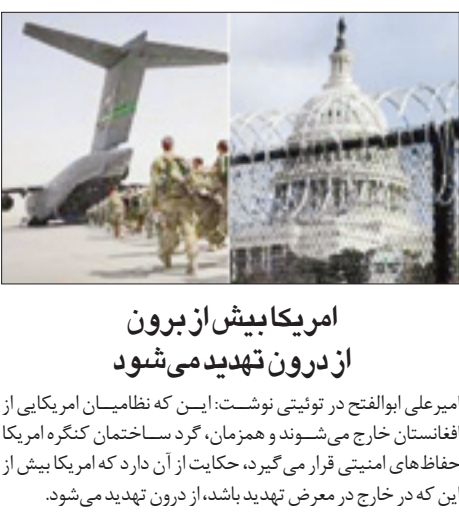 امریکا بیش از برون
از درون تهدید می‌شود
امیرعلی ابوالفتح در توئیتی نوشت: این که نظامیان امریکایی از
افغانستان خارج می‌شوند و همزمان، گرد ساختمان کنگره امریکا
حفاظ‌های امنیتی قرار می‌گیرد، حکایت از آن دارد که امریکا بیش از
این که در خارج در معرض تهدید باشد، از درون تهدید می‌شود.